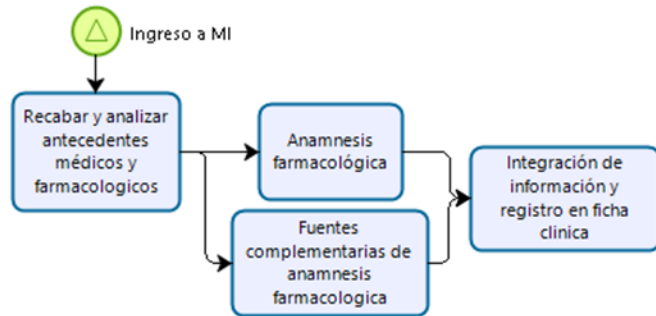 Ingreso a MI
Recabar y analizar
antecedentes
médicos y
farmacologicos
Anamnesis
farmacológica
Fuentes
complementarias de
anamnesis
farmacologica
Integración de
información y
registro en ficha
clinica